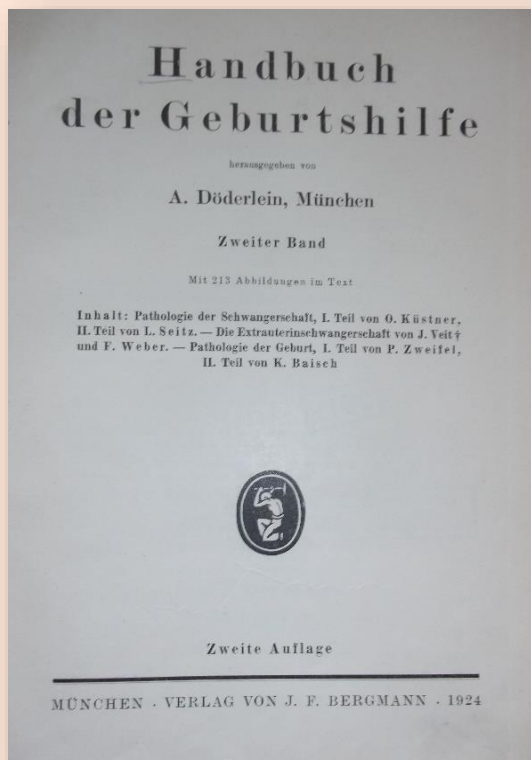 Handbuch
der Geburtshilfe
herausgegeben von
A. Döderlein, München
Zweiter Band
Mit 213 Abbildungen im Text
Inhalt: Pathologie der Schwangerschaft, I. Teil von O. Küstner,
II. Teil von L. Seitz. — Die Extrauterinschwangerschaft von J. Veit †
und F. Weber. — Pathologie der Geburt, I. Teil von P. Zweifel,
II. Teil von K. Baisch
Zweite Auflage
MÜNCHEN · VERLAG VON J. F. BERGMANN · 1924